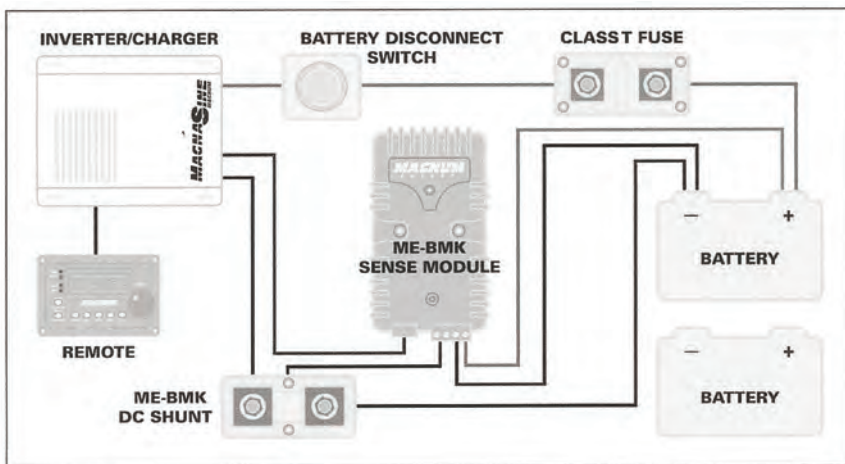 INVERTER/CHARGER
BATTERY DISCONNECT
SWITCH
CLASS T FUSE
MAGNASINE
MAGNUM
ENERGY
ME-BMK
SENSE MODULE
BATTERY
REMOTE
ME-BMK
DC SHUNT
BATTERY